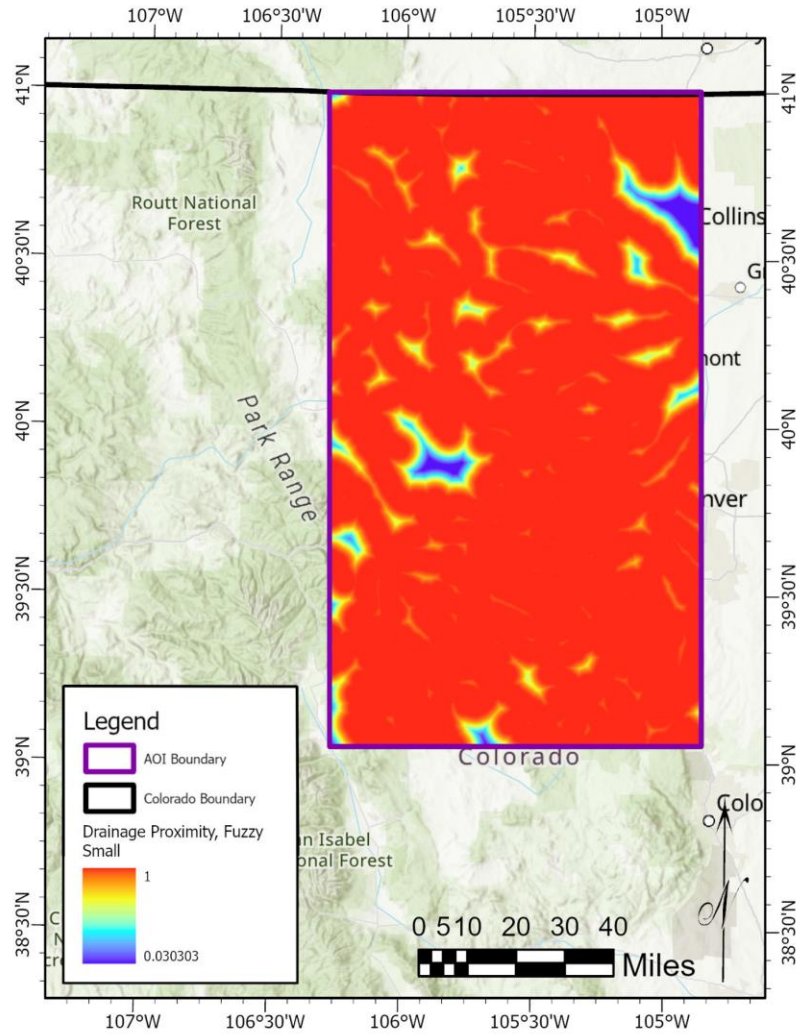 107°W 106°30'W 106°W 105°30'W 105°W
41°N 41°N
Routt National
Forest
Collins
40°30'N 40°30'N
G
mont
40°N 40°N
Park Range
nver
39°30'N 39°30'N
Legend
AOI Boundary
Colorado Boundary
Drainage Proximity, Fuzzy
Small
1
0.030303
39°N 39°N
Colorado
Colo
an Isabel
onal Forest
38°30'N 38°30'N
C
N
cre
N
0 5 10 20 30 40
Miles
107°W 106°30'W 106°W 105°30'W 105°W